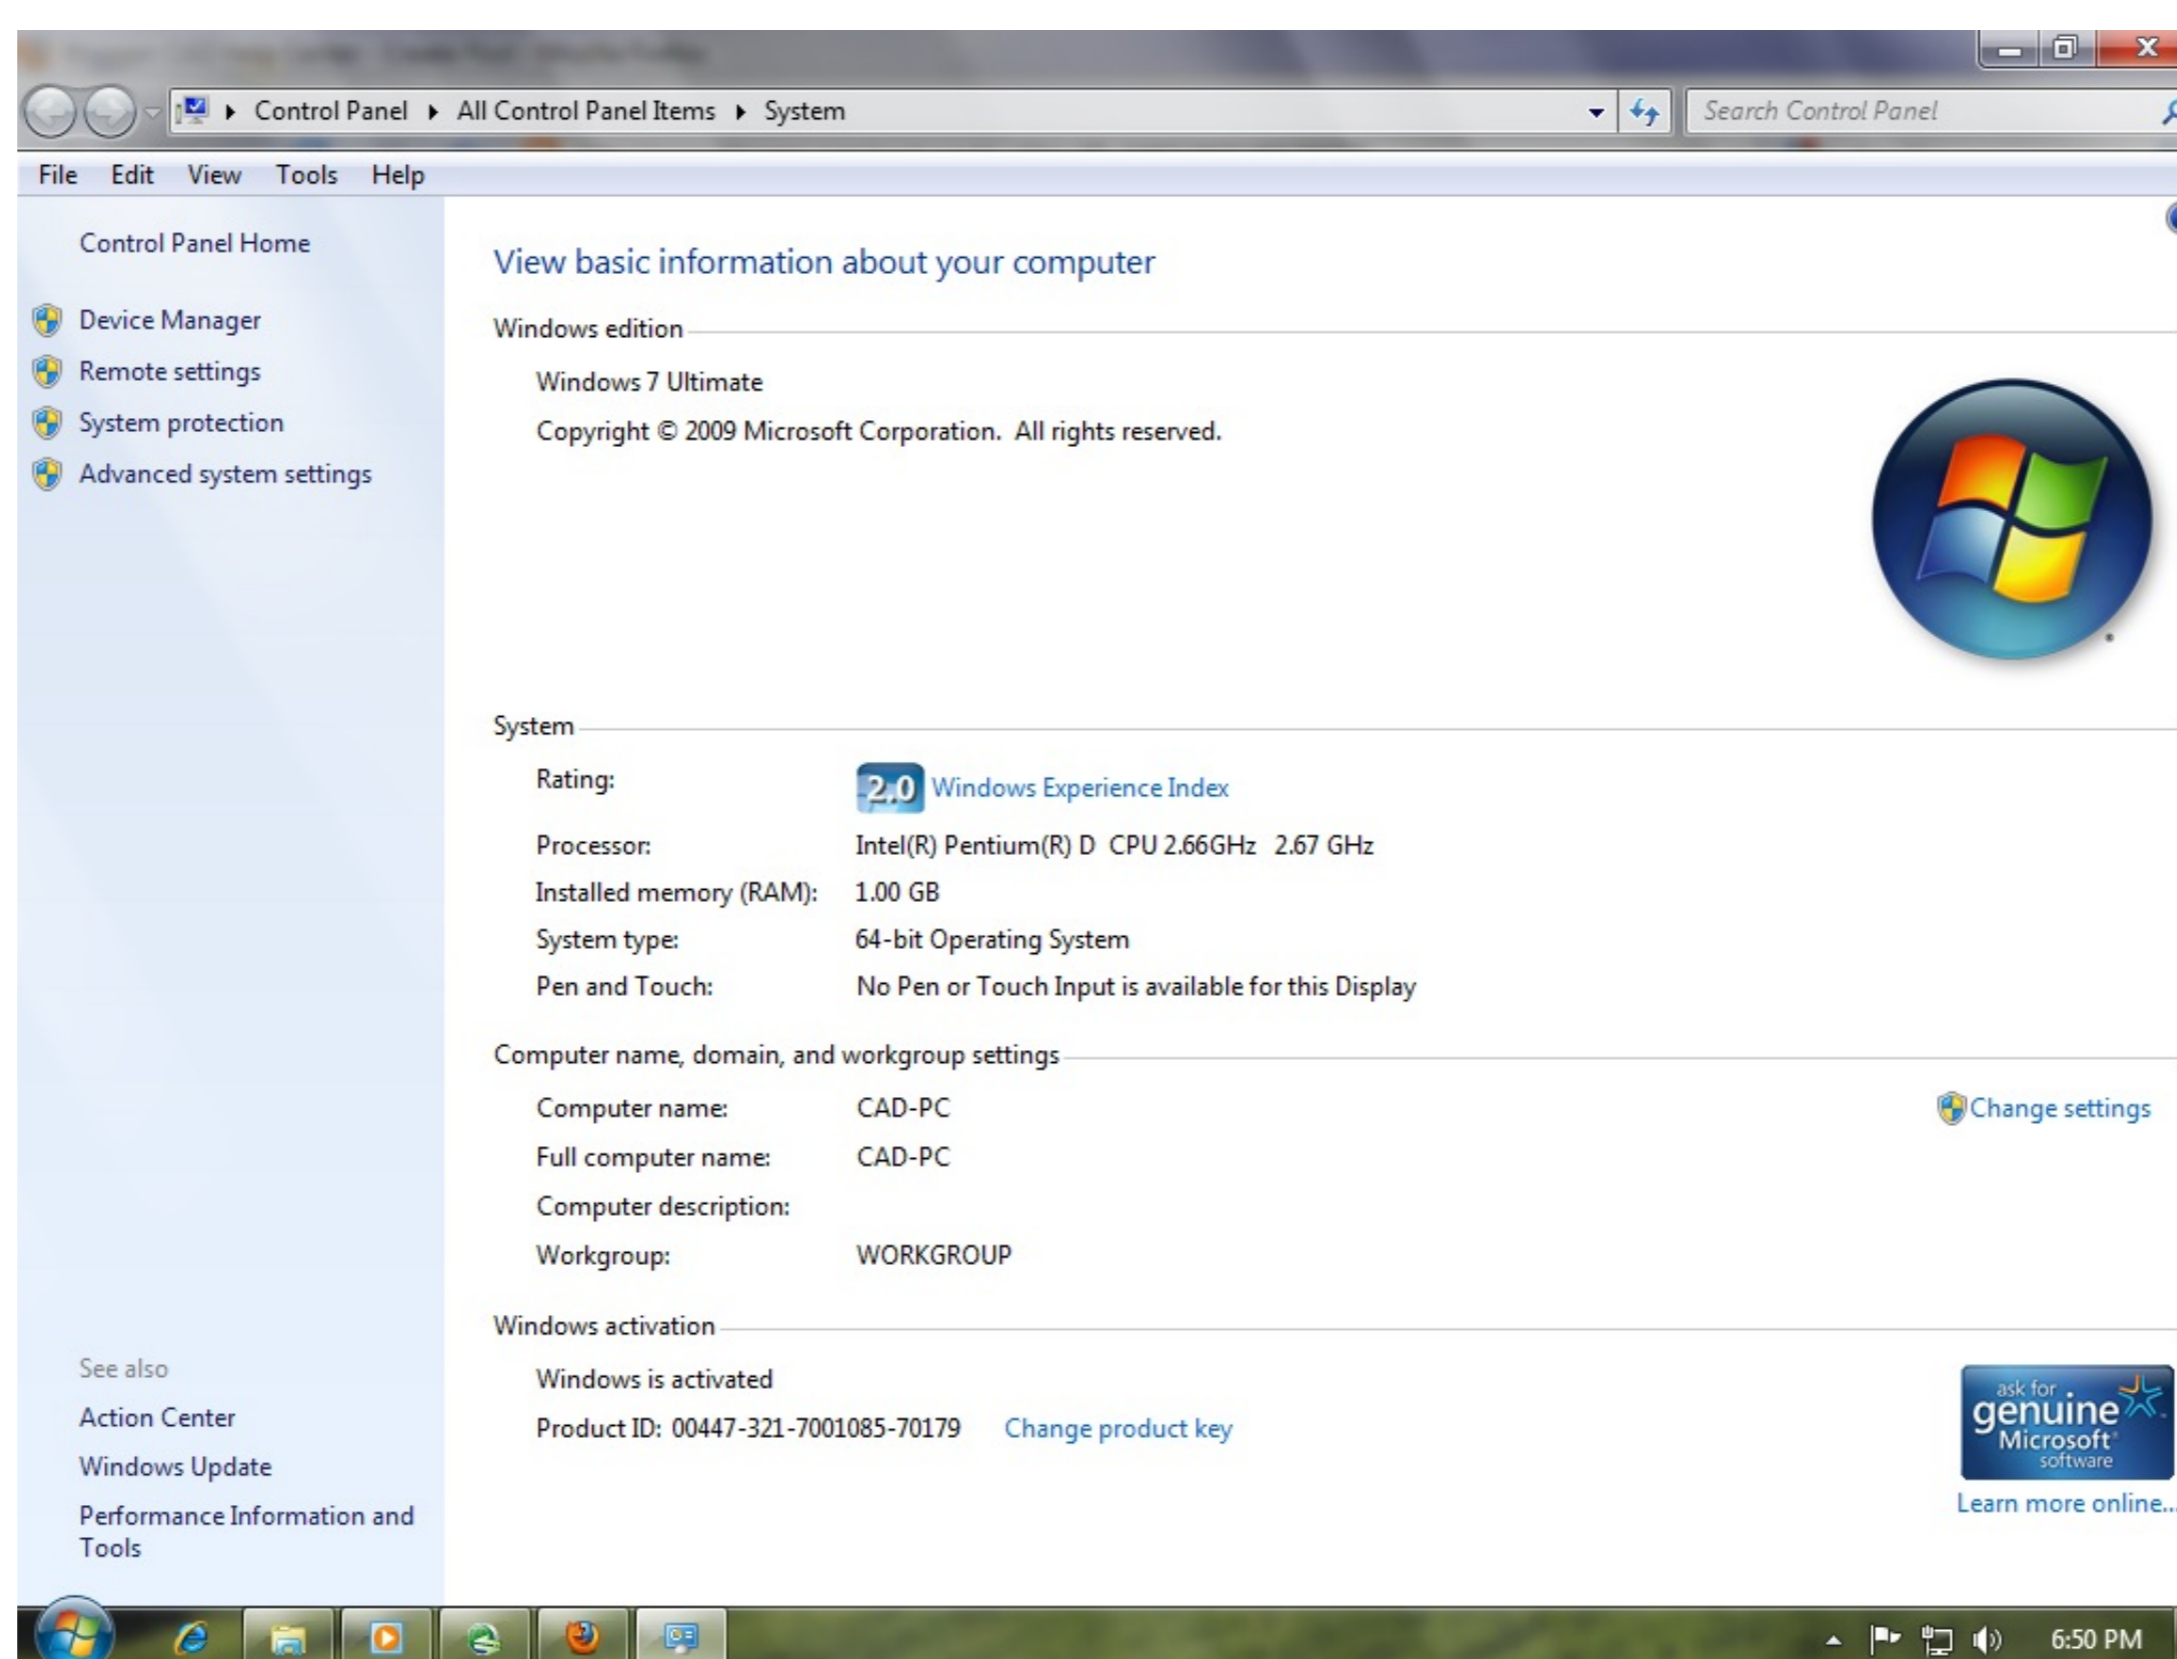 Control Panel All Control Panel Items System Search Control Panel
File Edit View Tools Help
Control Panel Home
Device Manager
Remote settings
System protection
Advanced system settings
View basic information about your computer
Windows edition
Windows 7 Ultimate
Copyright © 2009 Microsoft Corporation. All rights reserved.
System
Rating: 2.0 Windows Experience Index
Processor: Intel(R) Pentium(R) D CPU 2.66GHz 2.67 GHz
Installed memory (RAM): 1.00 GB
System type: 64-bit Operating System
Pen and Touch: No Pen or Touch Input is available for this Display
Computer name, domain, and workgroup settings
Computer name: CAD-PC Change settings
Full computer name: CAD-PC
Computer description:
Workgroup: WORKGROUP
Windows activation
Windows is activated
Product ID: 00447-321-7001085-70179 Change product key
ask for
genuine
Microsoft
software
Learn more online...
See also
Action Center
Windows Update
Performance Information and
Tools
6:50 PM